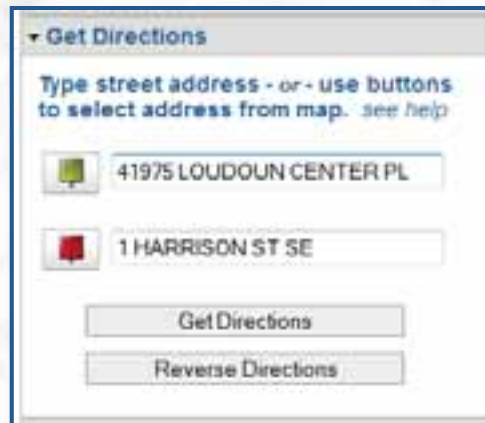 Get Directions
Type street address - or - use buttons
to select address from map. see help
41975 LOUDOUN CENTER PL
1 HARRISON ST SE
Get Directions
Reverse Directions